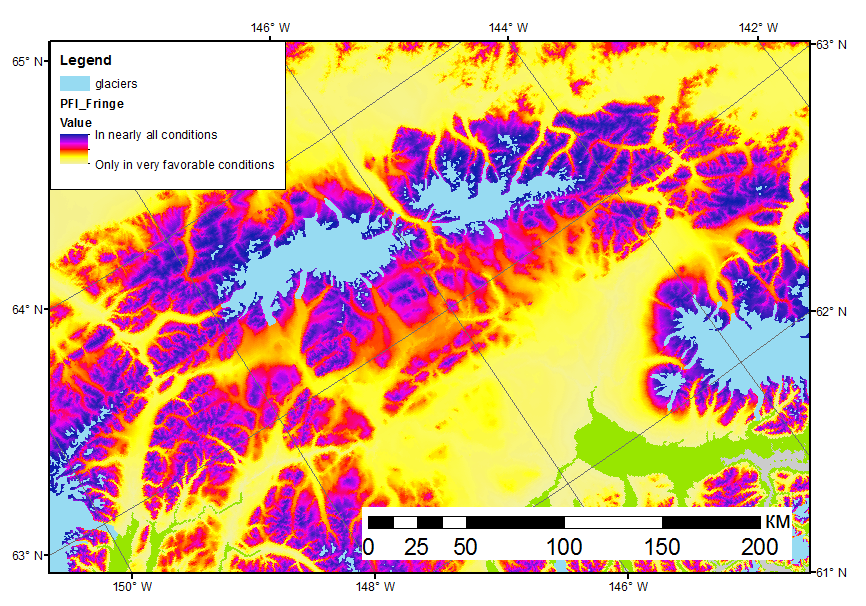 146° W 144° W 142° W
65° N
63° N
Legend
glaciers
PFI_Fringe
Value
In nearly all conditions
Only in very favorable conditions
64° N
62° N
KM
0 25 50 100 150 200
63° N
61° N
150° W 148° W 146° W